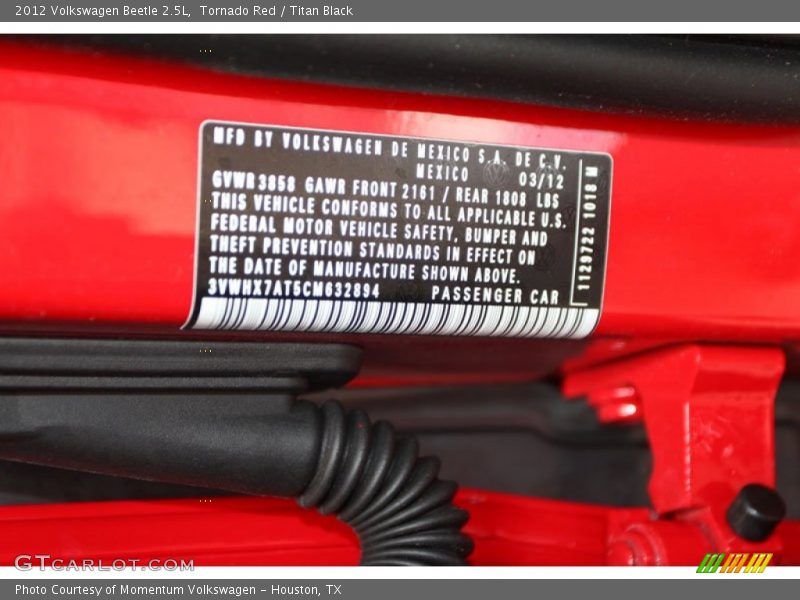 2012 Volkswagen Beetle 2.5L, Tornado Red / Titan Black
MFD BY VOLKSWAGEN DE MEXICO S.A. DE C.V.
MEXICO 03/12
GVWR 3858 GAWR FRONT 2161 / REAR 1808 LBS
THIS VEHICLE CONFORMS TO ALL APPLICABLE U.S.
FEDERAL MOTOR VEHICLE SAFETY, BUMPER AND
THEFT PREVENTION STANDARDS IN EFFECT ON
THE DATE OF MANUFACTURE SHOWN ABOVE.
3VWHX7AT5CM632894 PASSENGER CAR
1129722 1018 M
GTCARLOT.COM
Photo Courtesy of Momentum Volkswagen - Houston, TX